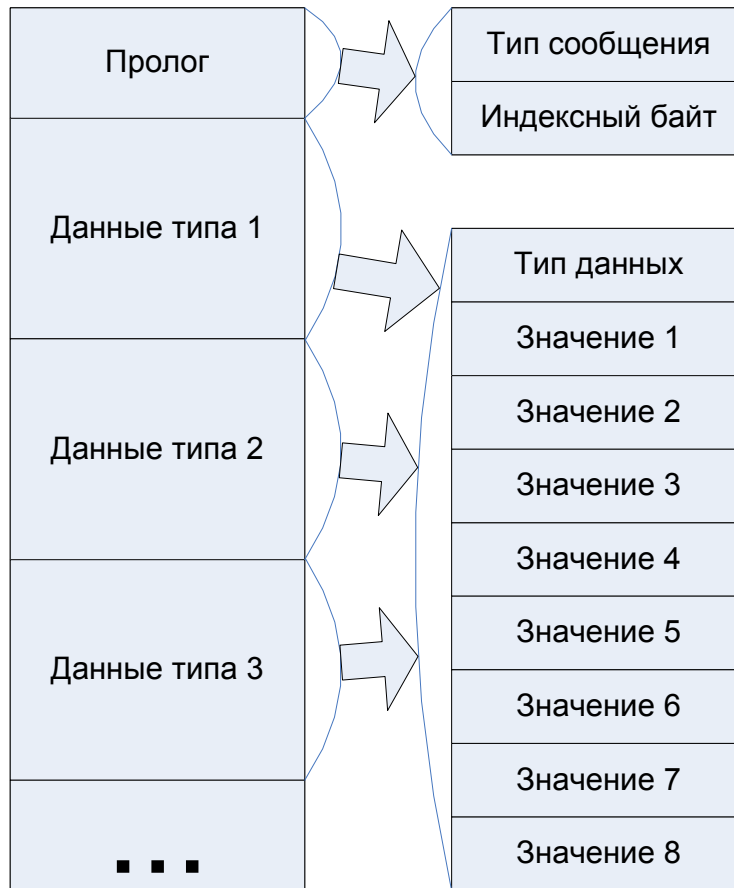 Пролог
Данные типа 1
Данные типа 2
Данные типа 3
...
Тип сообщения
Индексный байт
Тип данных
Значение 1
Значение 2
Значение 3
Значение 4
Значение 5
Значение 6
Значение 7
Значение 8